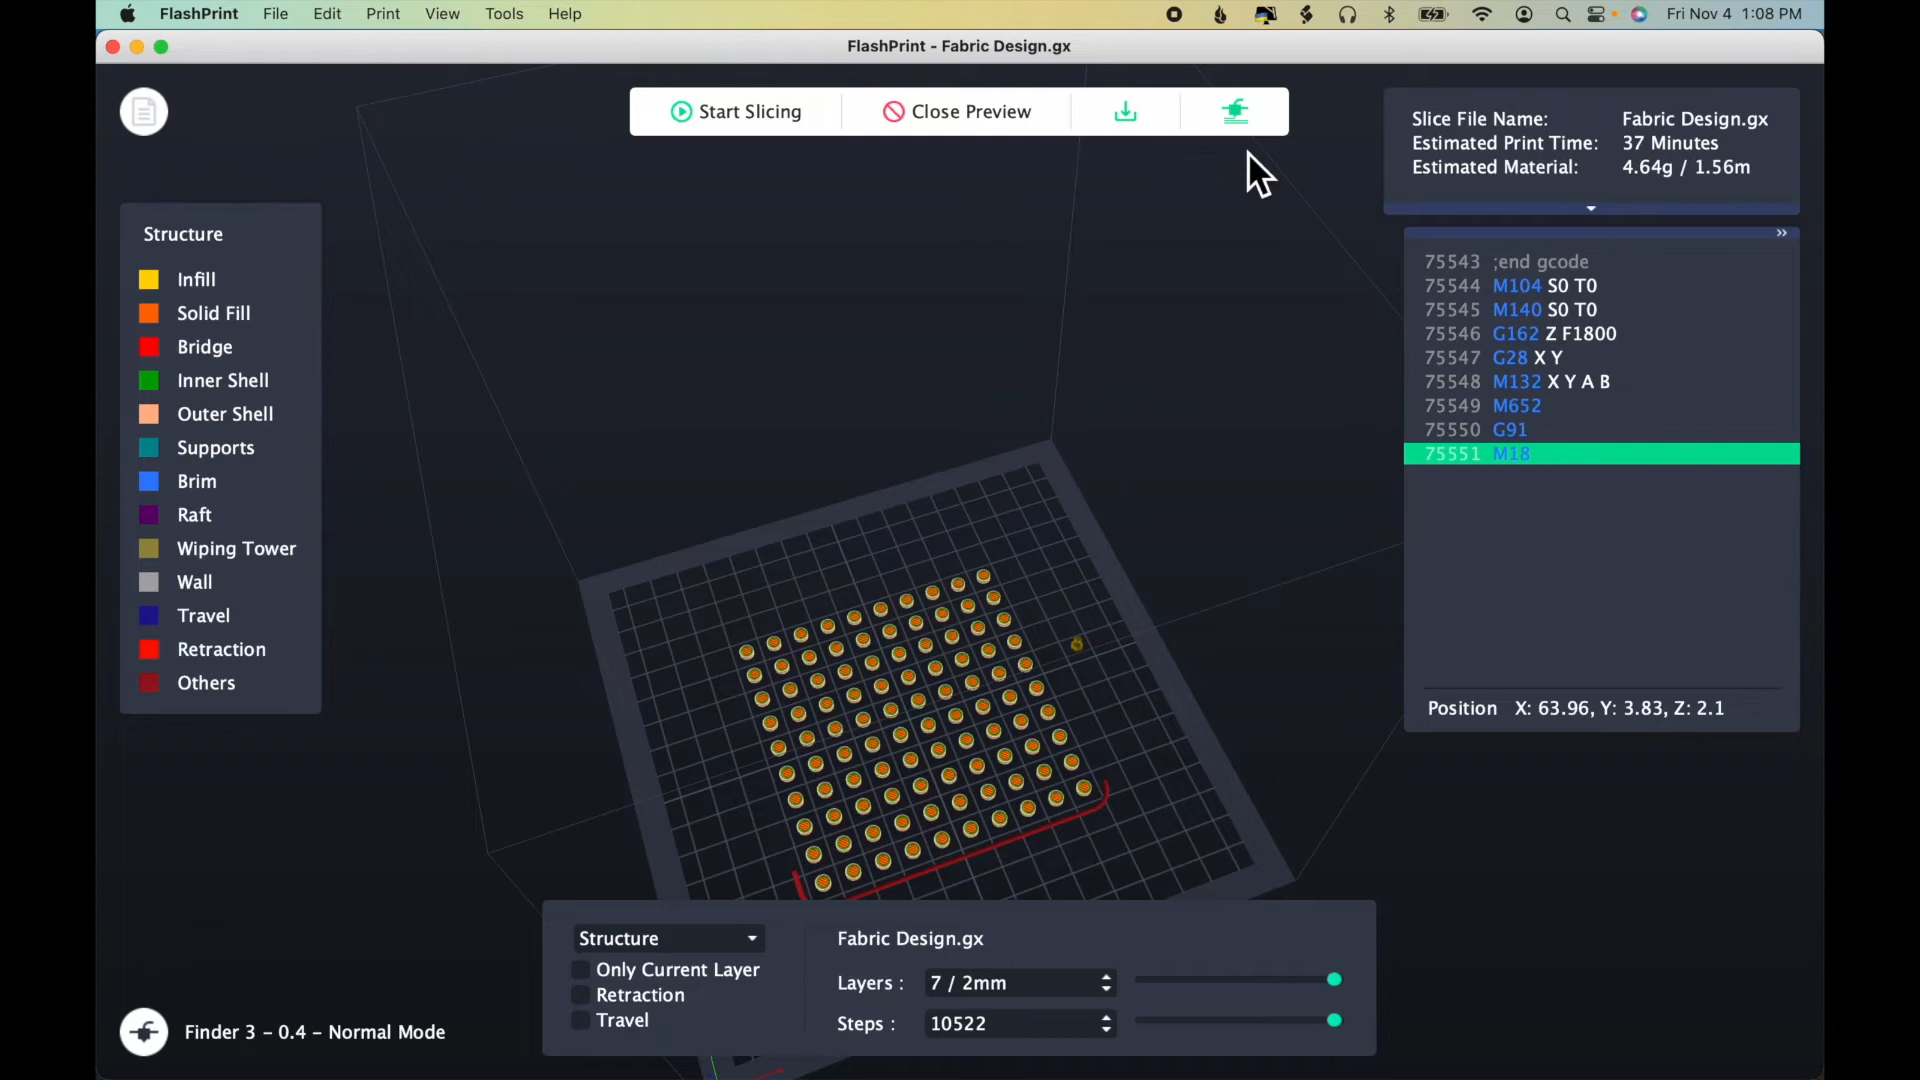 FlashPrint File Edit Print View Tools Help Fri Nov 4 1:08 PM
FlashPrint - Fabric Design.gx
Start Slicing Close Preview
Slice File Name: Fabric Design.gx
Estimated Print Time: 37 Minutes
Estimated Material: 4.64g / 1.56m
Structure
Infill
Solid Fill
Bridge
Inner Shell
Outer Shell
Supports
Brim
Raft
Wiping Tower
Wall
Travel
Retraction
Others
75543 ;end gcode
75544 M104 S0 T0
75545 M140 S0 T0
75546 G162 Z F1800
75547 G28 X Y
75548 M132 X Y A B
75549 M652
75550 G91
75551 M18
Position X: 63.96, Y: 3.83, Z: 2.1
Structure
Only Current Layer
Retraction
Travel
Fabric Design.gx
Layers : 7 / 2mm
Steps : 10522
Finder 3 - 0.4 - Normal Mode